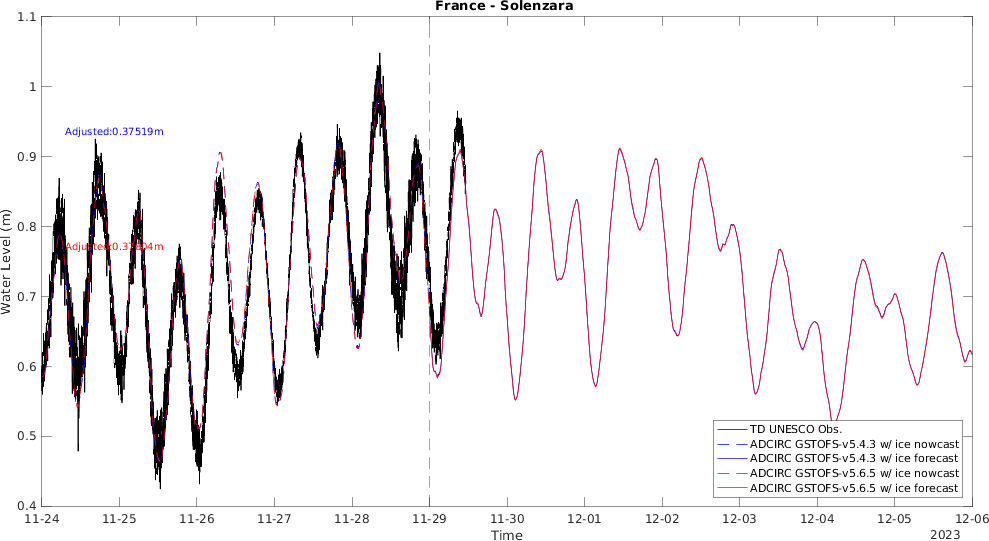 France - Solenzara
1.1
1
0.9
0.8
0.7
0.6
0.5
0.4
Water Level (m)
Adjusted:0.37519m
TD UNESCO Obs.
ADCIRC GSTOFS-v5.4.3 w/ ice nowcast
ADCIRC GSTOFS-v5.4.3 w/ ice forecast
ADCIRC GSTOFS-v5.6.5 w/ ice nowcast
ADCIRC GSTOFS-v5.6.5 w/ ice forecast
11-24 11-25 11-26 11-27 11-28 11-29 11-30 12-01 12-02 12-03 12-04 12-05 12-06
Time
2023